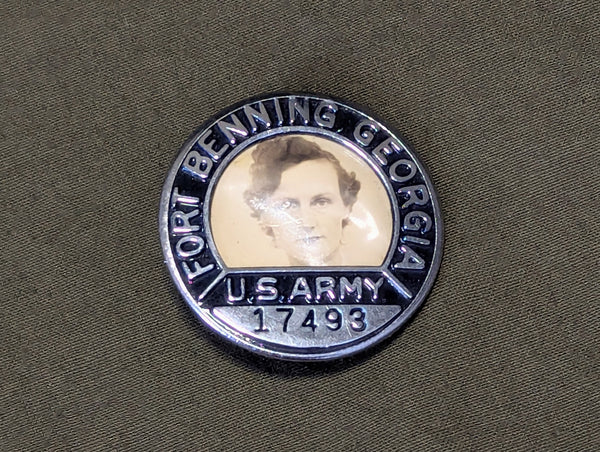 FORT BENNING GEORGIA
U.S. ARMY
17493